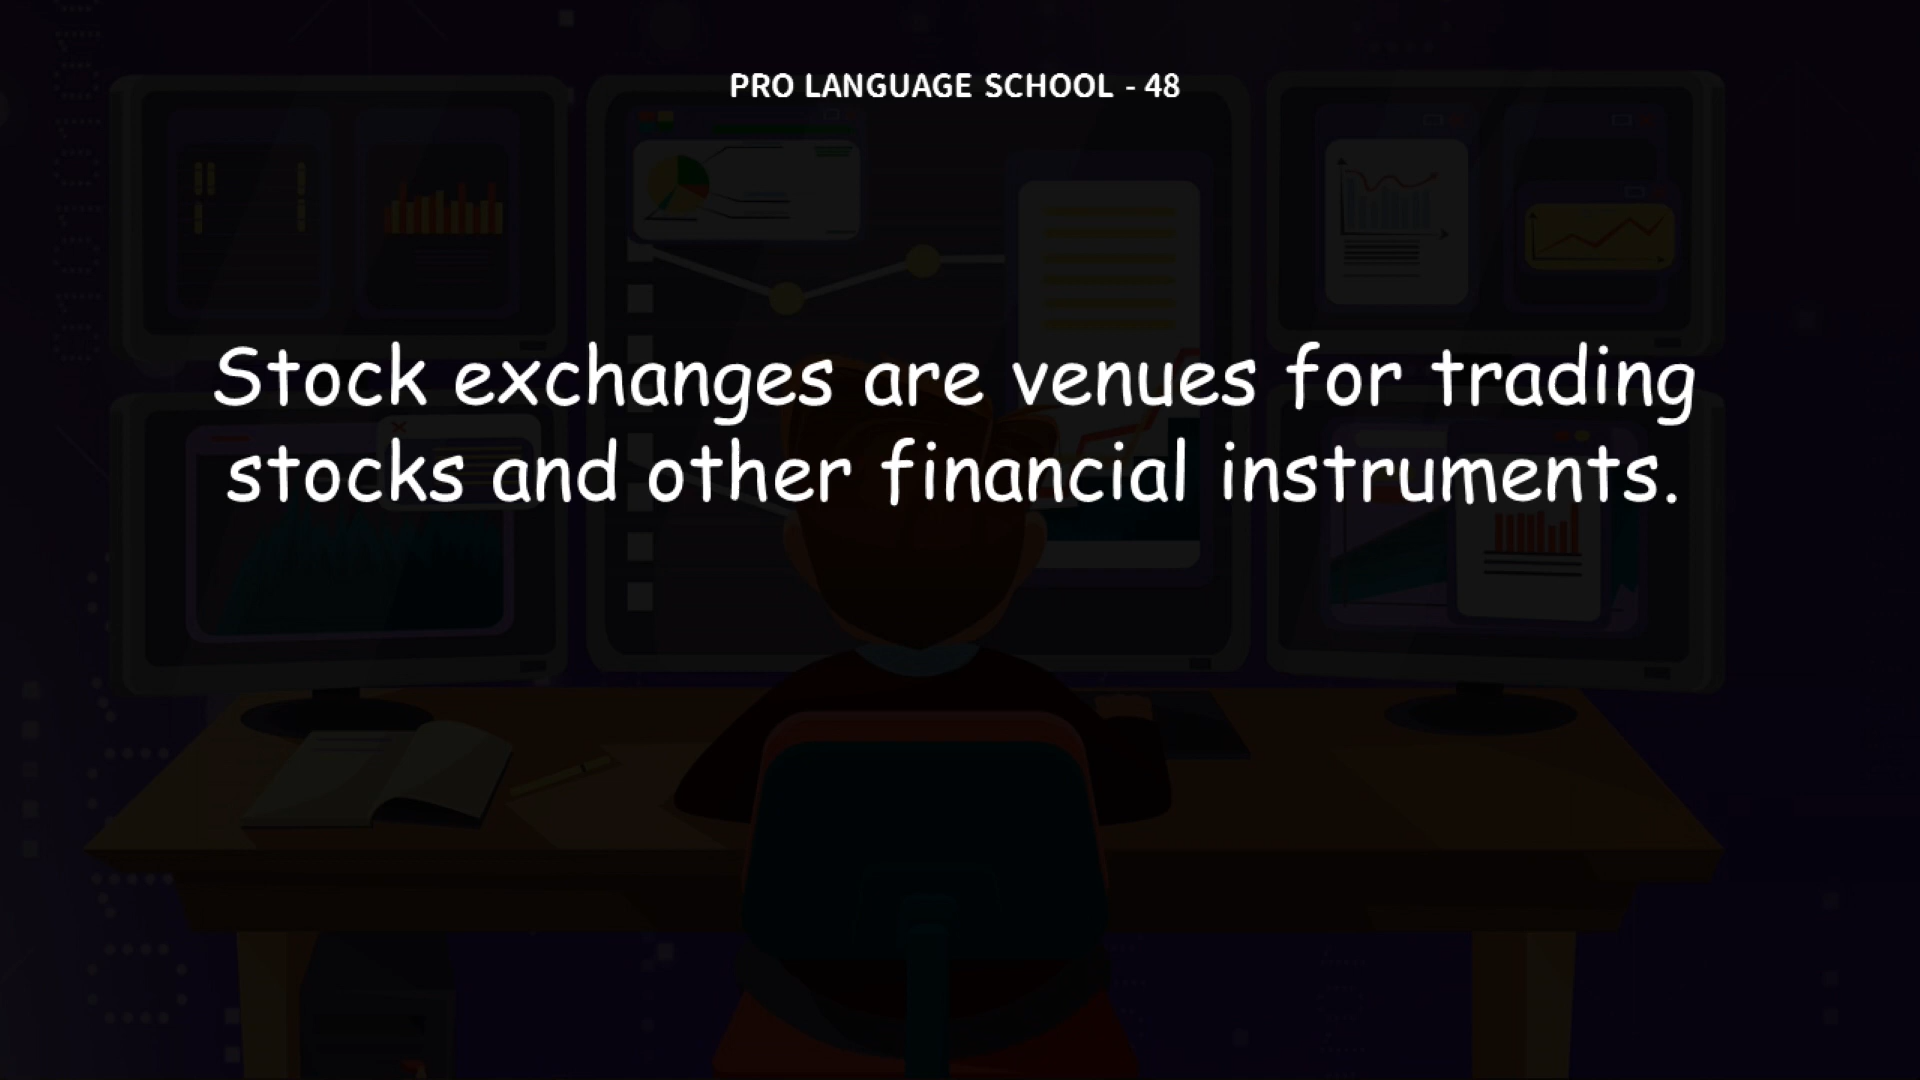 PRO LANGUAGE SCHOOL - 48
Stock exchanges are venues for trading
stocks and other financial instruments.